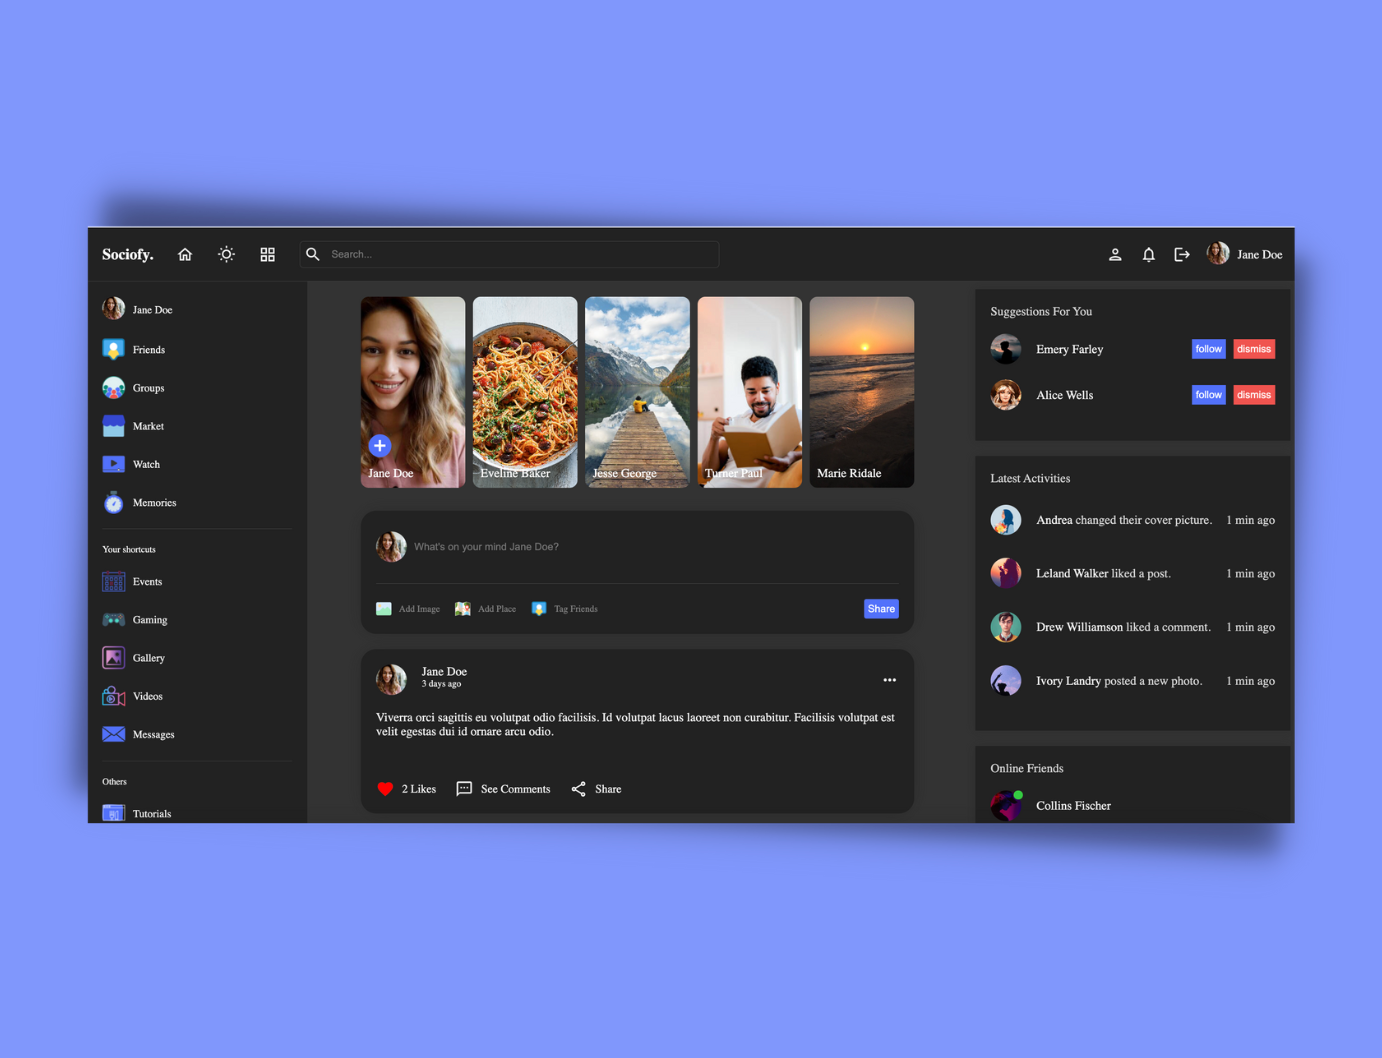 Sociofy.
Search...
Jane Doe
Jane Doe
Friends
Groups
Market
Watch
Memories
Your shortcuts
Events
Gaming
Gallery
Videos
Messages
Others
Tutorials
Jane Doe
Eveline Baker
Jesse George
Turner Paul
Marie Ridale
What's on your mind Jane Doe?
Add Image
Add Place
Tag Friends
Share
Jane Doe
3 days ago
Viverra orci sagittis eu volutpat odio facilisis. Id volutpat lacus laoreet non curabitur. Facilisis volutpat est
velit egestas dui id ornare arcu odio.
2 Likes
See Comments
Share
Suggestions For You
Emery Farley
follow
dismiss
Alice Wells
follow
dismiss
Latest Activities
Andrea changed their cover picture. 1 min ago
Leland Walker liked a post. 1 min ago
Drew Williamson liked a comment. 1 min ago
Ivory Landry posted a new photo. 1 min ago
Online Friends
Collins Fischer